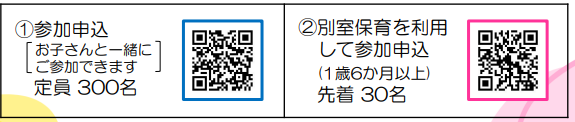 ①参加申込
[お子さんと一緒に
ご参加できます]
定員 300名
②別室保育を利用
して参加申込
(1歳6か月以上)
先着 30名